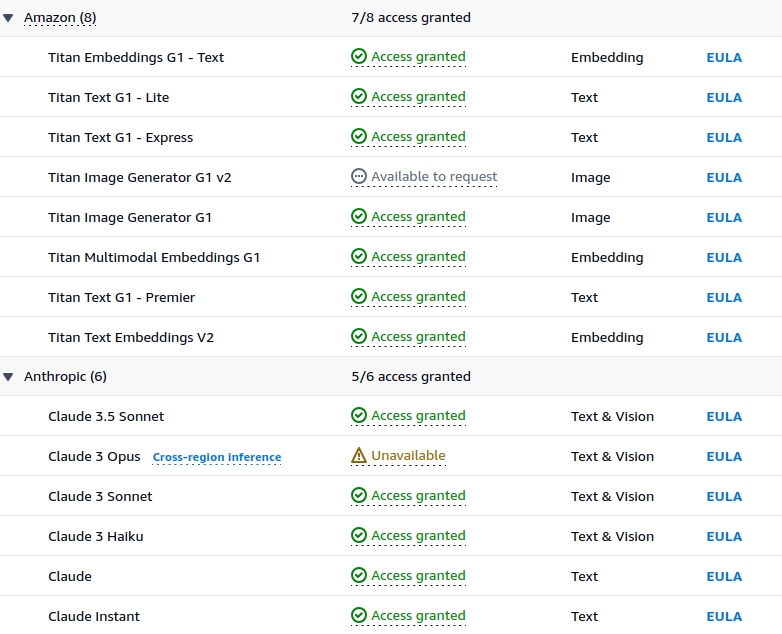 Amazon (8) 7/8 access granted
Titan Embeddings G1 - Text Access granted Embedding EULA
Titan Text G1 - Lite Access granted Text EULA
Titan Text G1 - Express Access granted Text EULA
Titan Image Generator G1 v2 Available to request Image EULA
Titan Image Generator G1 Access granted Image EULA
Titan Multimodal Embeddings G1 Access granted Embedding EULA
Titan Text G1 - Premier Access granted Text EULA
Titan Text Embeddings V2 Access granted Embedding EULA
Anthropic (6) 5/6 access granted
Claude 3.5 Sonnet Access granted Text & Vision EULA
Claude 3 Opus Cross-region inference Unavailable Text & Vision EULA
Claude 3 Sonnet Access granted Text & Vision EULA
Claude 3 Haiku Access granted Text & Vision EULA
Claude Access granted Text EULA
Claude Instant Access granted Text EULA